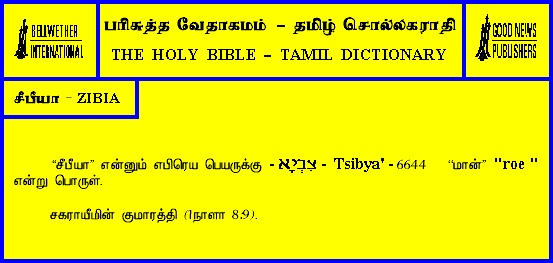 BELLWETHER
INTERNATIONAL
பரிசுத்த வேதாகமம் – தமிழ் சொல்லகராதி
THE HOLY BIBLE – TAMIL DICTIONARY
GOOD NEWS
PUBLISHERS
சீபீயா - ZIBIA
“சீபீயா” என்னும் எபிரெய பெயருக்கு - צִבְיָא - Tsibya' - 6644 “மான்” "roe "
என்று பொருள்.
சகராயீமின் குமாரத்தி (1நாளா 8:9).